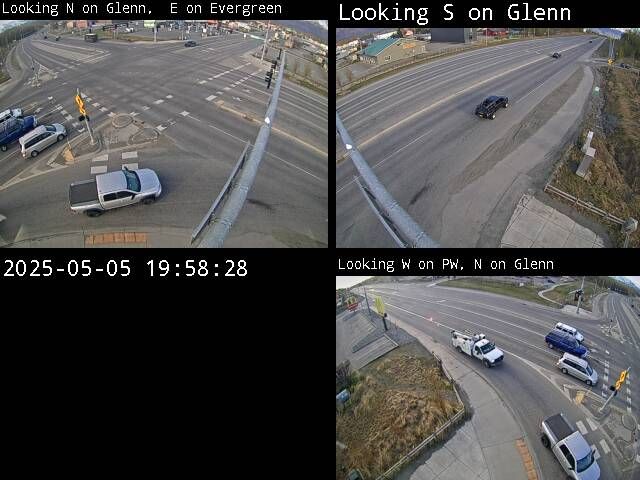 Looking N on Glenn, E on Evergreen
Looking S on Glenn
2025-05-05 19:58:28
Looking W on PW, N on Glenn